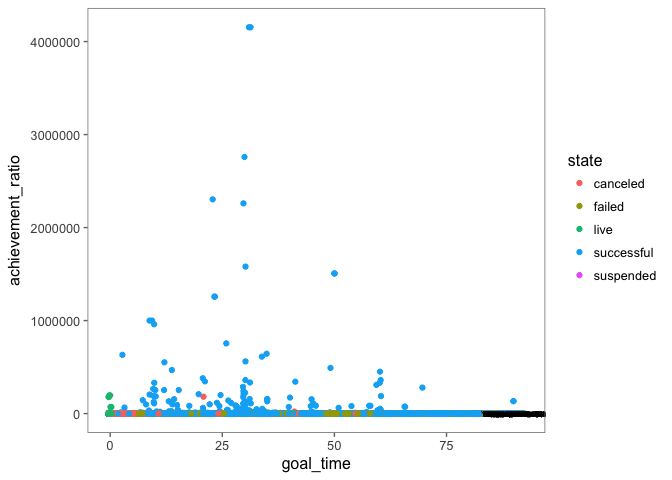 4000000
3000000
2000000
1000000
0
achievement_ratio
0
25
50
75
goal_time
state
canceled
failed
live
successful
suspended